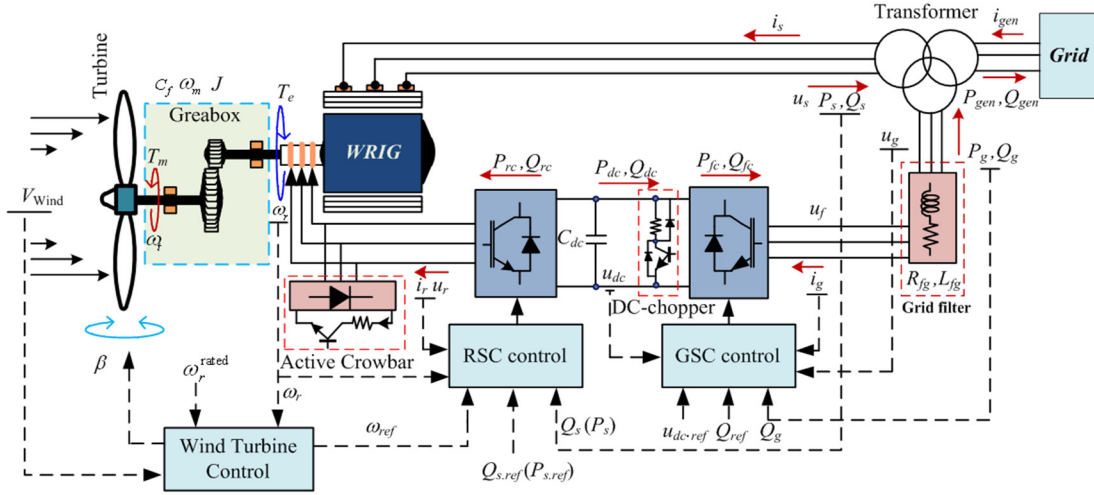 Transformer
i_s
i_gen
Grid
Turbine
C_f ω_m J
T_e
u_s P_s,Q_s
P_gen,Q_gen
Greabox
WRIG
u_g
P_g,Q_g
T_m
P_rc,Q_rc
P_dc,Q_dc
P_fc,Q_fc
V_Wind
ω_r
u_f
C_dc
ω_t
u_dc
R_fg,L_fg
i_r u_r
i_g
DC-chopper
Grid filter
Active Crowbar
RSC control
GSC control
β
ω_r^rated
ω_r
ω_ref
Q_s(P_s)
u_dc·ref Q_ref Q_g
Wind Turbine
Control
Q_s.ref(P_s.ref)